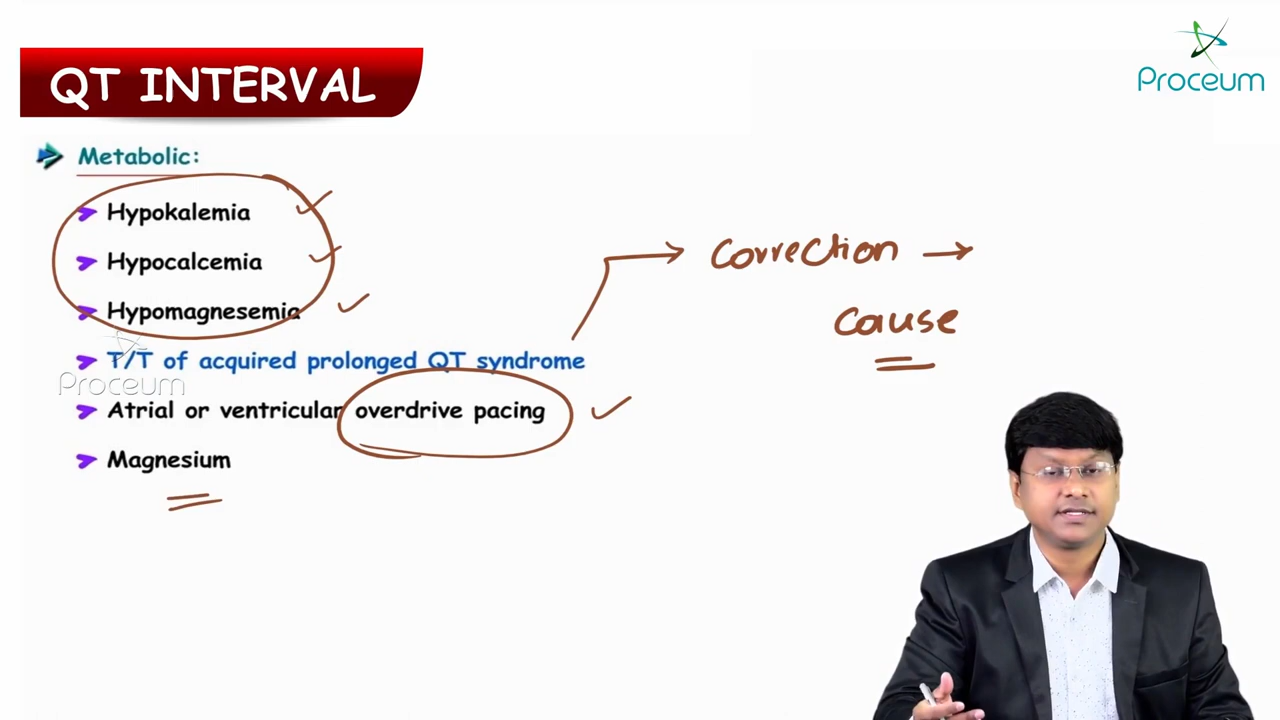 Proceum
QT INTERVAL
Metabolic:
Hypokalemia
Hypocalcemia
Hypomagnesemia
T/T of acquired prolonged QT syndrome
Proceum
Atrial or ventricular overdrive pacing
Magnesium
Correction →
cause